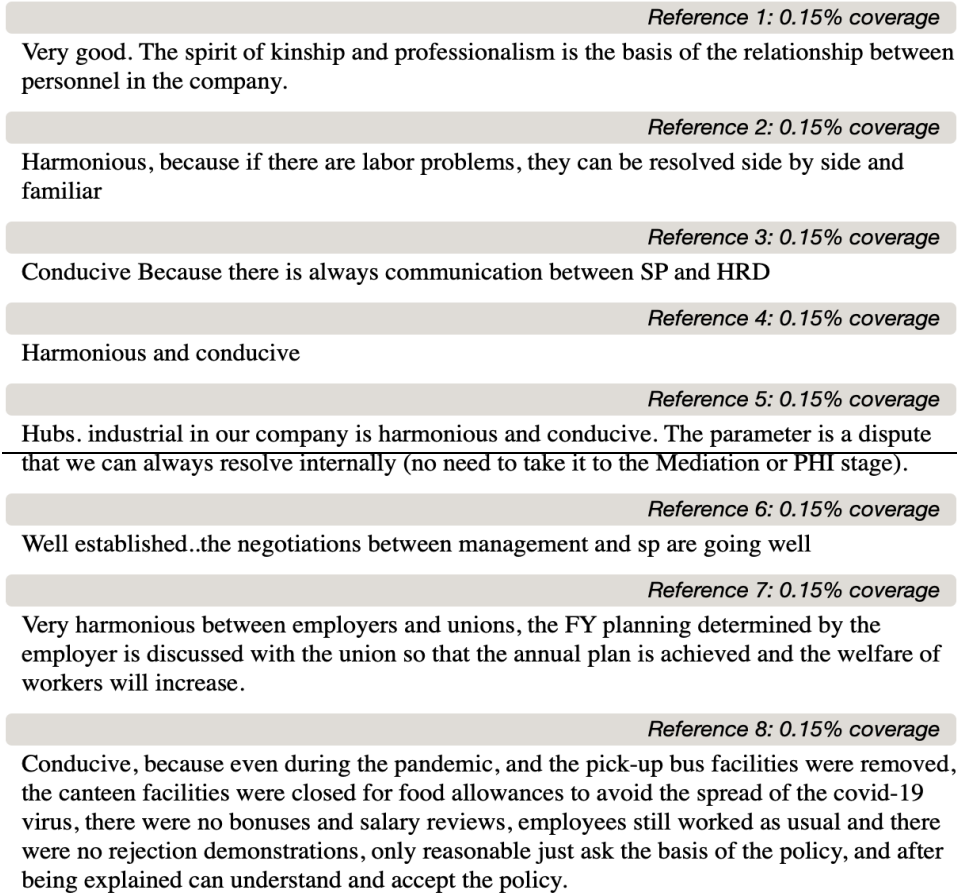 Reference 1: 0.15% coverage
Very good. The spirit of kinship and professionalism is the basis of the relationship between
personnel in the company.
Reference 2: 0.15% coverage
Harmonious, because if there are labor problems, they can be resolved side by side and
familiar
Reference 3: 0.15% coverage
Conducive Because there is always communication between SP and HRD
Reference 4: 0.15% coverage
Harmonious and conducive
Reference 5: 0.15% coverage
Hubs. industrial in our company is harmonious and conducive. The parameter is a dispute
that we can always resolve internally (no need to take it to the Mediation or PHI stage).
Reference 6: 0.15% coverage
Well established..the negotiations between management and sp are going well
Reference 7: 0.15% coverage
Very harmonious between employers and unions, the FY planning determined by the
employer is discussed with the union so that the annual plan is achieved and the welfare of
workers will increase.
Reference 8: 0.15% coverage
Conducive, because even during the pandemic, and the pick-up bus facilities were removed,
the canteen facilities were closed for food allowances to avoid the spread of the covid-19
virus, there were no bonuses and salary reviews, employees still worked as usual and there
were no rejection demonstrations, only reasonable just ask the basis of the policy, and after
being explained can understand and accept the policy.